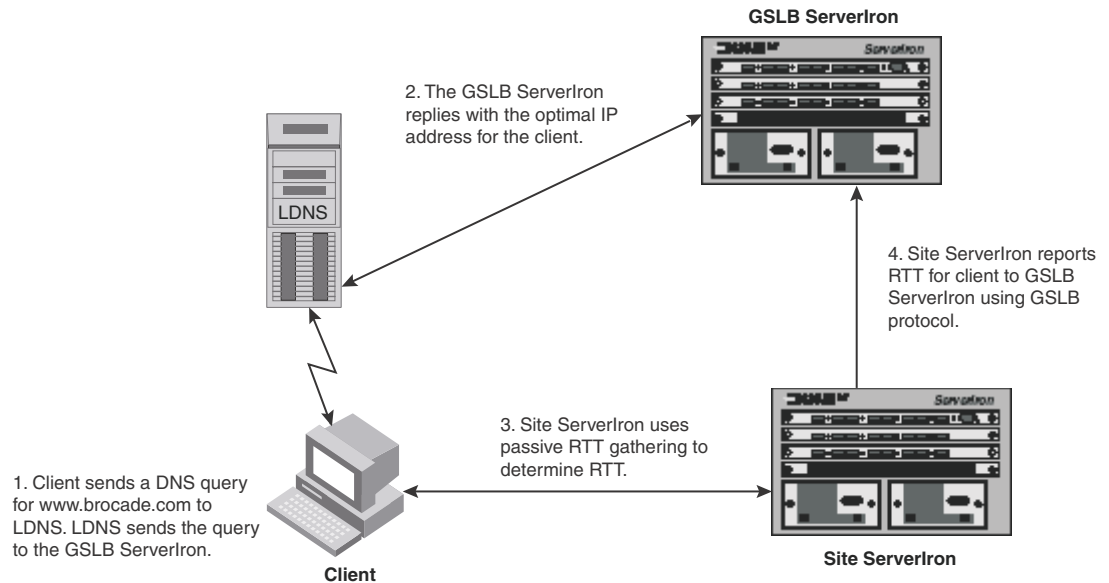 GSLB ServerIron
ServerIron
2. The GSLB ServerIron
replies with the optimal IP
address for the client.
LDNS
4. Site ServerIron reports
RTT for client to GSLB
ServerIron using GSLB
protocol.
ServerIron
3. Site ServerIron uses
passive RTT gathering to
determine RTT.
1. Client sends a DNS query
for www.brocade.com to
LDNS. LDNS sends the query
to the GSLB ServerIron.
Site ServerIron
Client